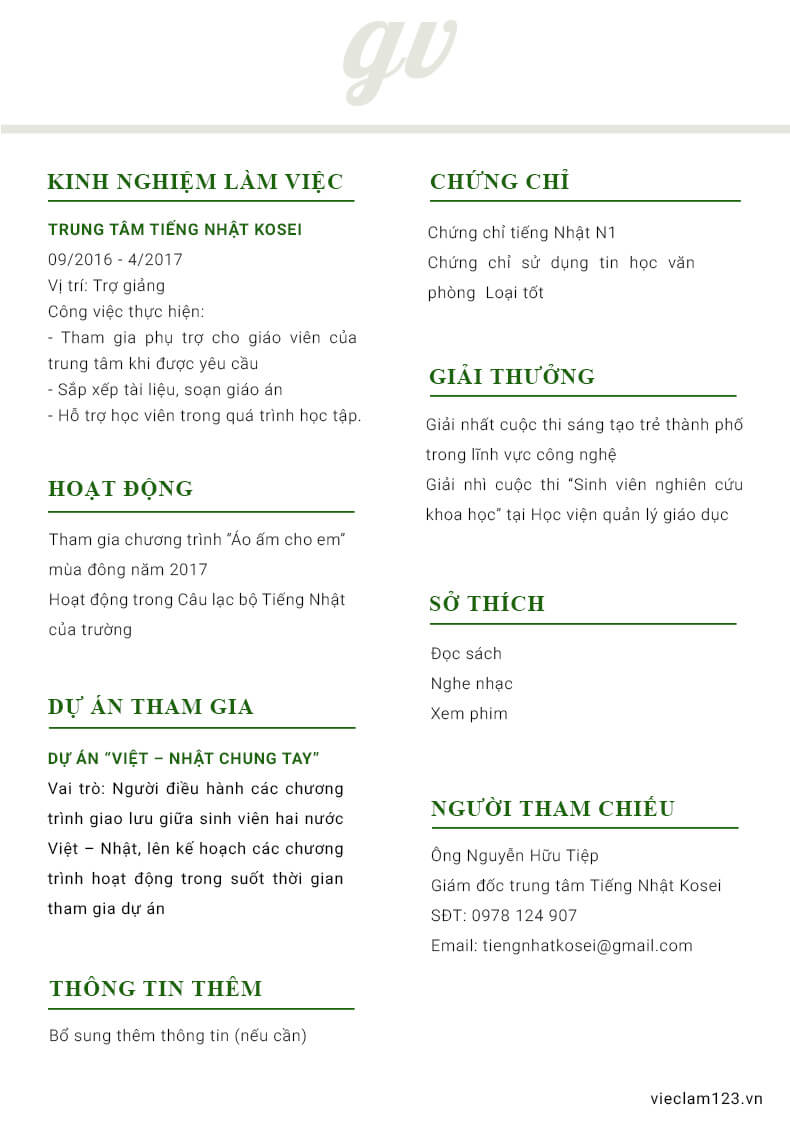 gv
KINH NGHIỆM LÀM VIỆC
TRUNG TÂM TIẾNG NHẬT KOSEI
09/2016 - 4/2017
Vị trí: Trợ giảng
Công việc thực hiện:
- Tham gia phụ trợ cho giáo viên của
trung tâm khi được yêu cầu
- Sắp xếp tài liệu, soạn giáo án
- Hỗ trợ học viên trong quá trình học tập.
HOẠT ĐỘNG
Tham gia chương trình “Áo ấm cho em”
mùa đông năm 2017
Hoạt động trong Câu lạc bộ Tiếng Nhật
của trường
DỰ ÁN THAM GIA
DỰ ÁN “VIỆT – NHẬT CHUNG TAY”
Vai trò: Người điều hành các chương
trình giao lưu giữa sinh viên hai nước
Việt – Nhật, lên kế hoạch các chương
trình hoạt động trong suốt thời gian
tham gia dự án
THÔNG TIN THÊM
Bổ sung thêm thông tin (nếu cần)
CHỨNG CHỈ
Chứng chỉ tiếng Nhật N1
Chứng chỉ sử dụng tin học văn
phòng Loại tốt
GIẢI THƯỞNG
Giải nhất cuộc thi sáng tạo trẻ thành phố
trong lĩnh vực công nghệ
Giải nhì cuộc thi “Sinh viên nghiên cứu
khoa học” tại Học viện quản lý giáo dục
SỞ THÍCH
Đọc sách
Nghe nhạc
Xem phim
NGƯỜI THAM CHIẾU
Ông Nguyễn Hữu Tiệp
Giám đốc trung tâm Tiếng Nhật Kosei
SĐT: 0978 124 907
Email: tiengnhatkosei@gmail.com
vieclam123.vn